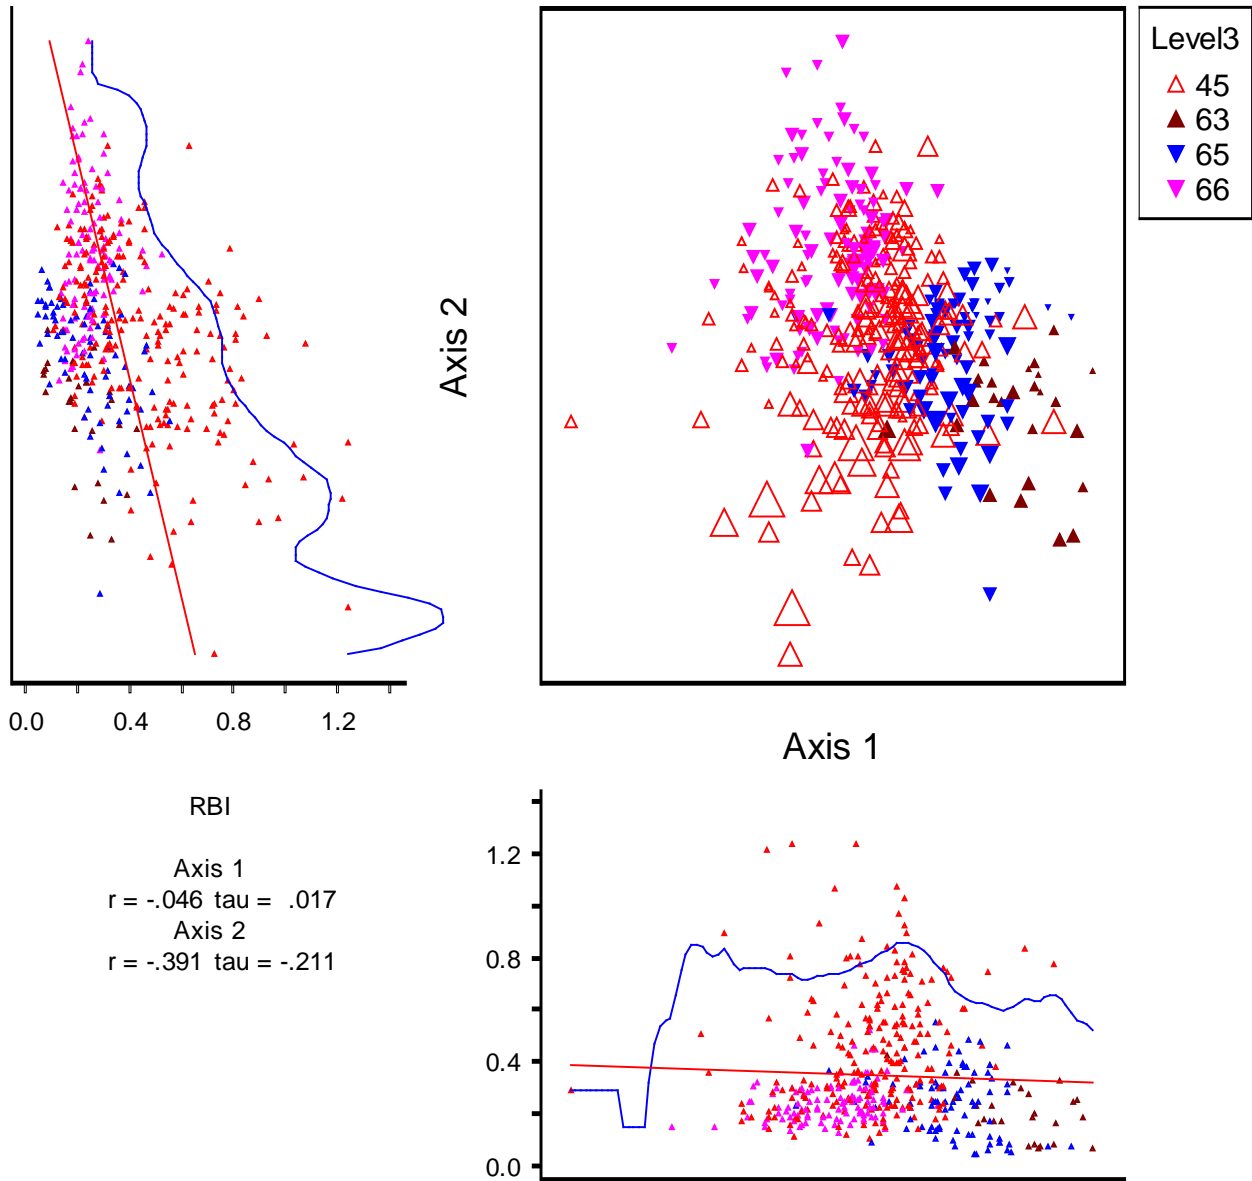 Level3
45
63
65
66
Axis 2
0.0 0.4 0.8 1.2
Axis 1
RBI
Axis 1
r = -.046 tau = .017
Axis 2
r = -.391 tau = -.211
1.2
0.8
0.4
0.0